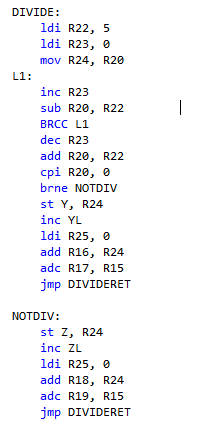 DIVIDE:
ldi R22, 5
ldi R23, 0
mov R24, R20
L1:
inc R23
sub R20, R22
BRCC L1
dec R23
add R20, R22
cpi R20, 0
brne NOTDIV
st Y, R24
inc YL
ldi R25, 0
add R16, R24
adc R17, R15
jmp DIVIDERET
NOTDIV:
st Z, R24
inc ZL
ldi R25, 0
add R18, R24
adc R19, R15
jmp DIVIDERET